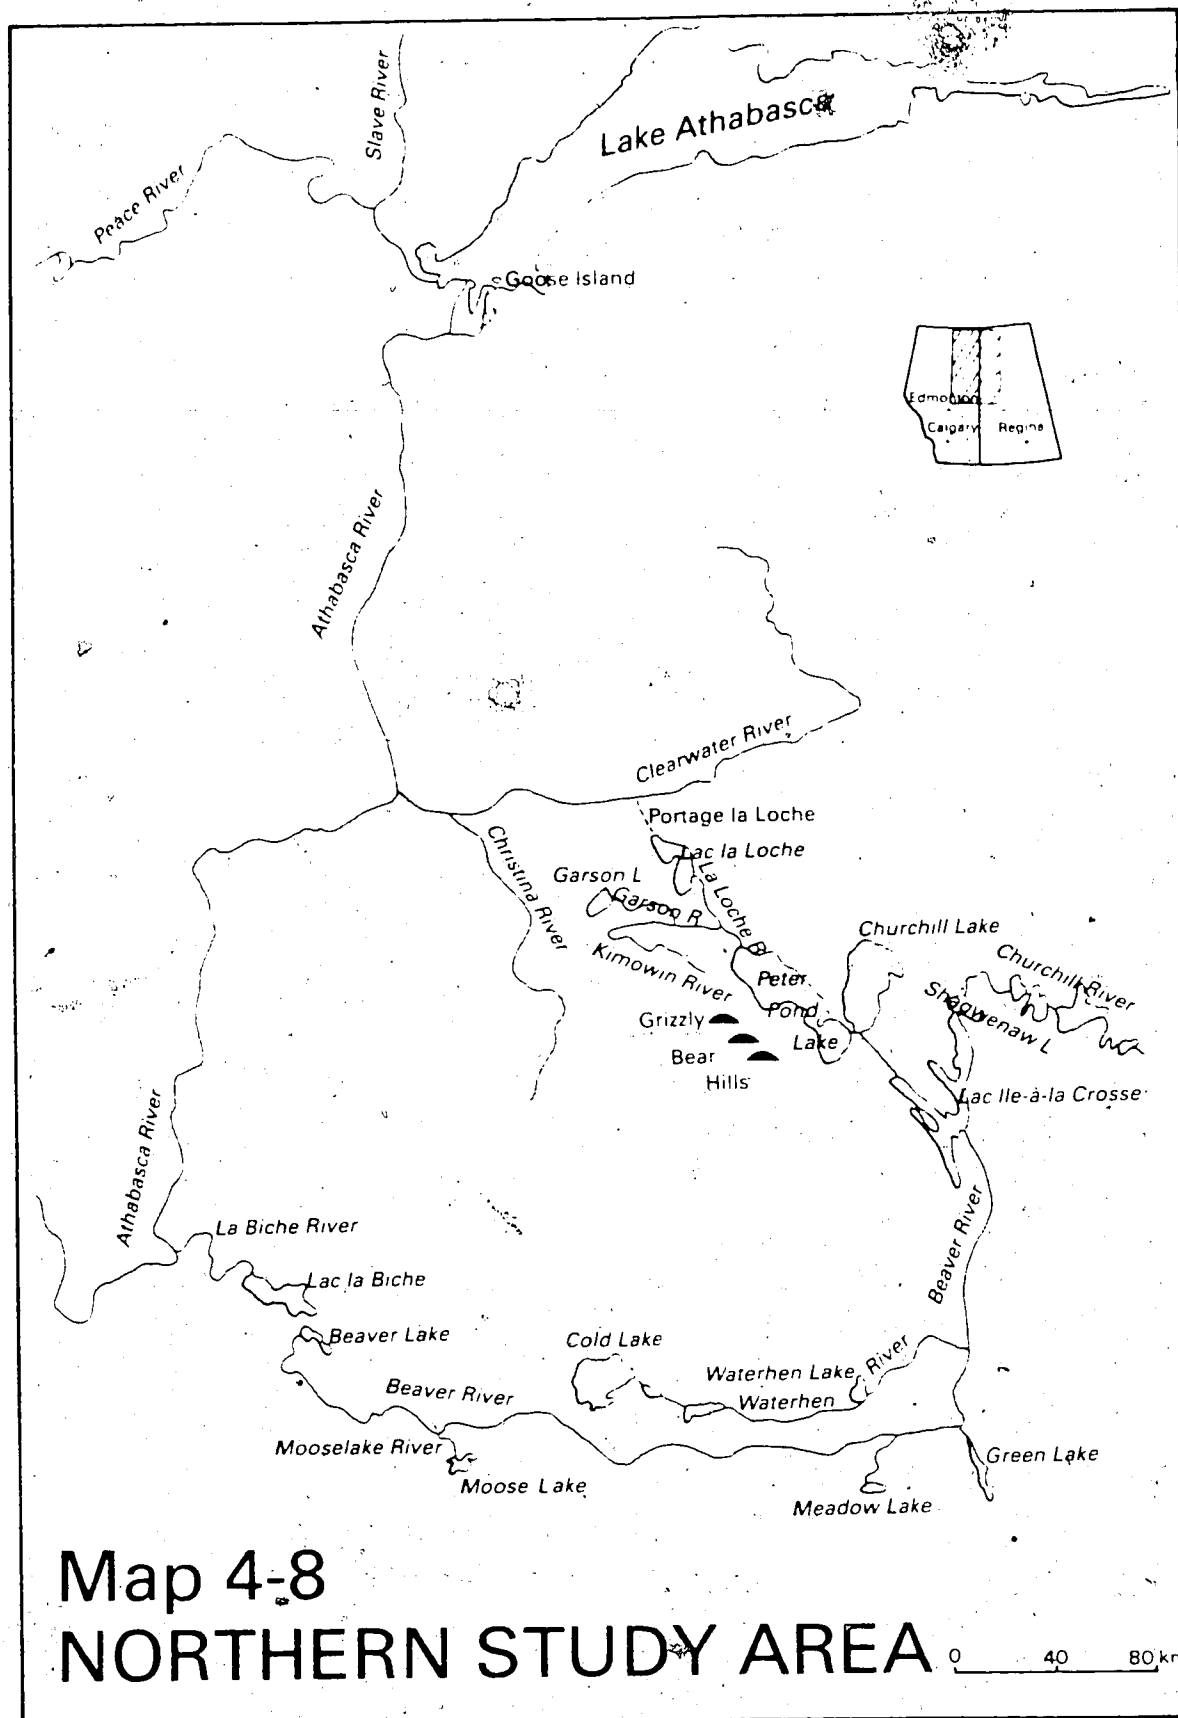 Slave River
Lake Athabasca
Peace River
Goose Island
Edmonton
Calgary
Regina
Athabasca River
Clearwater River
Portage la Loche
Lac la Loche
Christina River
Garson L
Garson R
La Loche R
Kimowin River
Churchill Lake
Churchill River
Shagwenaw L
Peter
Pond
Lake
Grizzly
Bear
Hills
Lac Ile-à-la Crosse
Athabasca River
La Biche River
Beaver River
Lac la Biche
Beaver Lake
Cold Lake
Waterhen Lake
River
Waterhen
Beaver River
Mooselake River
Moose Lake
Green Lake
Meadow Lake
Map 4-8
NORTHERN STUDY AREA
0 40 80 km